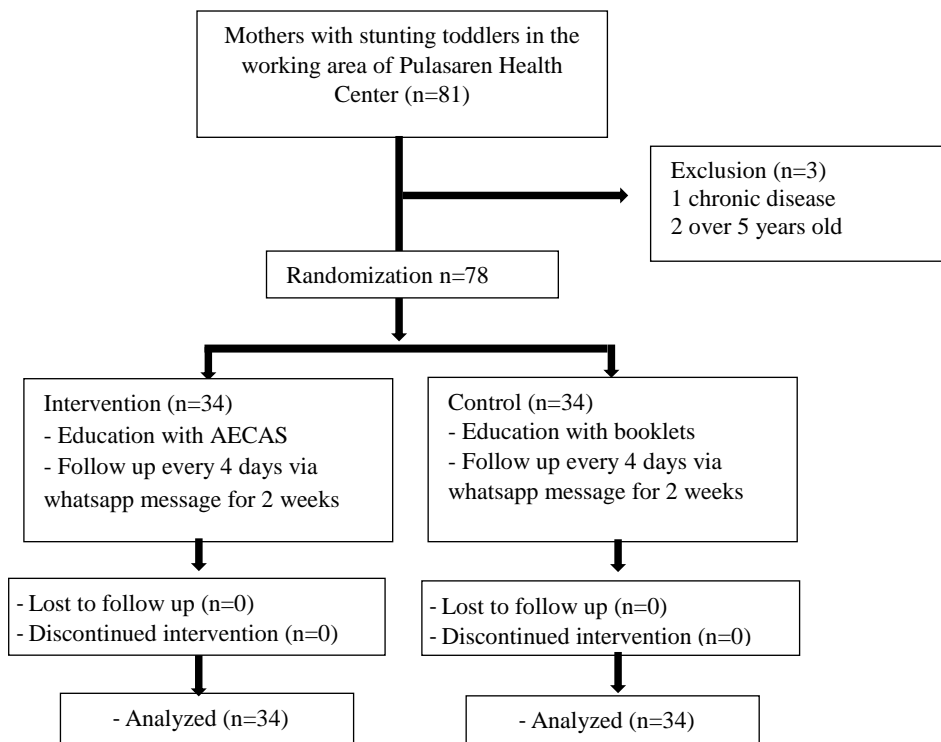 Mothers with stunting toddlers in the
working area of Pulasaren Health
Center (n=81)
Exclusion (n=3)
1 chronic disease
2 over 5 years old
Randomization n=78
Intervention (n=34)
- Education with AECAS
- Follow up every 4 days via
whatsapp message for 2 weeks
Control (n=34)
- Education with booklets
- Follow up every 4 days via
whatsapp message for 2 weeks
- Lost to follow up (n=0)
- Discontinued intervention (n=0)
- Lost to follow up (n=0)
- Discontinued intervention (n=0)
- Analyzed (n=34)
- Analyzed (n=34)